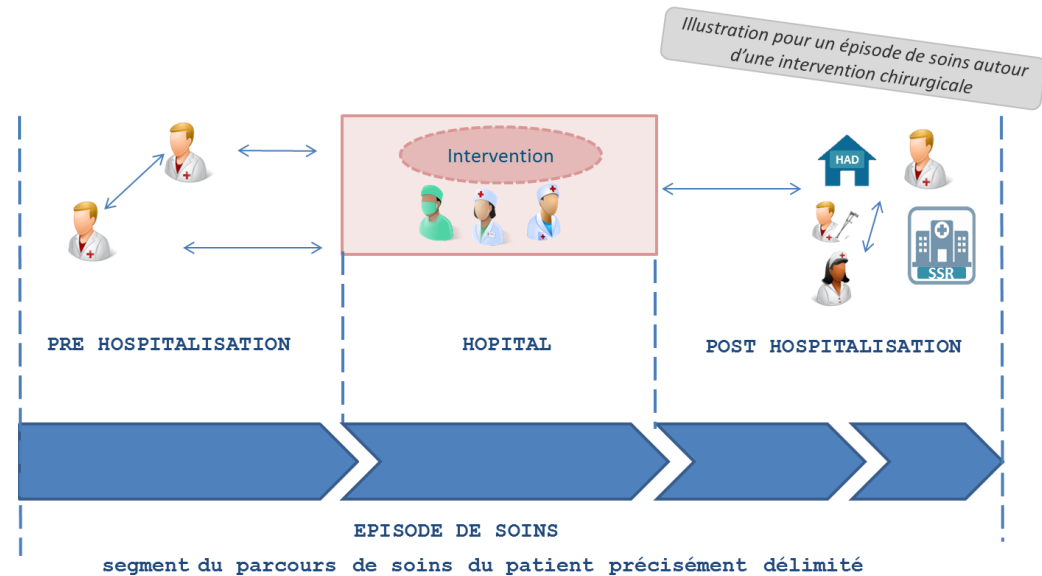 Illustration pour un épisode de soins autour
d'une intervention chirurgicale
Intervention
HAD
SSR
PRE HOSPITALISATION
HOPITAL
POST HOSPITALISATION
EPISODE DE SOINS
segment du parcours de soins du patient précisément délimité